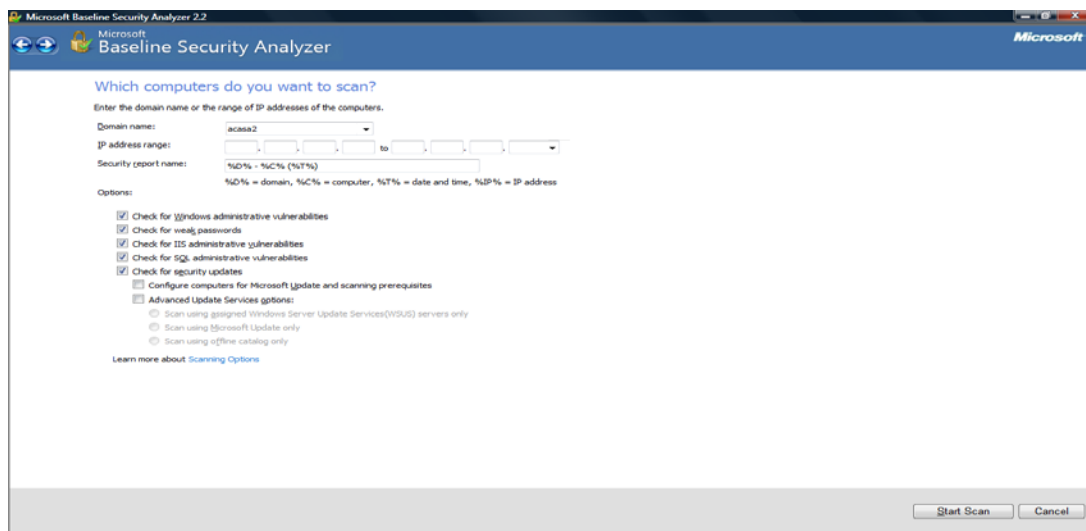 Microsoft Baseline Security Analyzer 2.2
Microsoft
Baseline Security Analyzer
Microsoft
Which computers do you want to scan?
Enter the domain name or the range of IP addresses of the computers.
Domain name: acasa2
IP address range: . . . to . . .
Security report name: %D% - %C% (%T%)
%D% = domain, %C% = computer, %T% = date and time, %IP% = IP address
Options:
Check for Windows administrative vulnerabilities
Check for weak passwords
Check for IIS administrative vulnerabilities
Check for SQL administrative vulnerabilities
Check for security updates
Configure computers for Microsoft Update and scanning prerequisites
Advanced Update Services options:
Scan using assigned Windows Server Update Services(WSUS) servers only
Scan using Microsoft Update only
Scan using offline catalog only
Learn more about Scanning Options
Start Scan Cancel